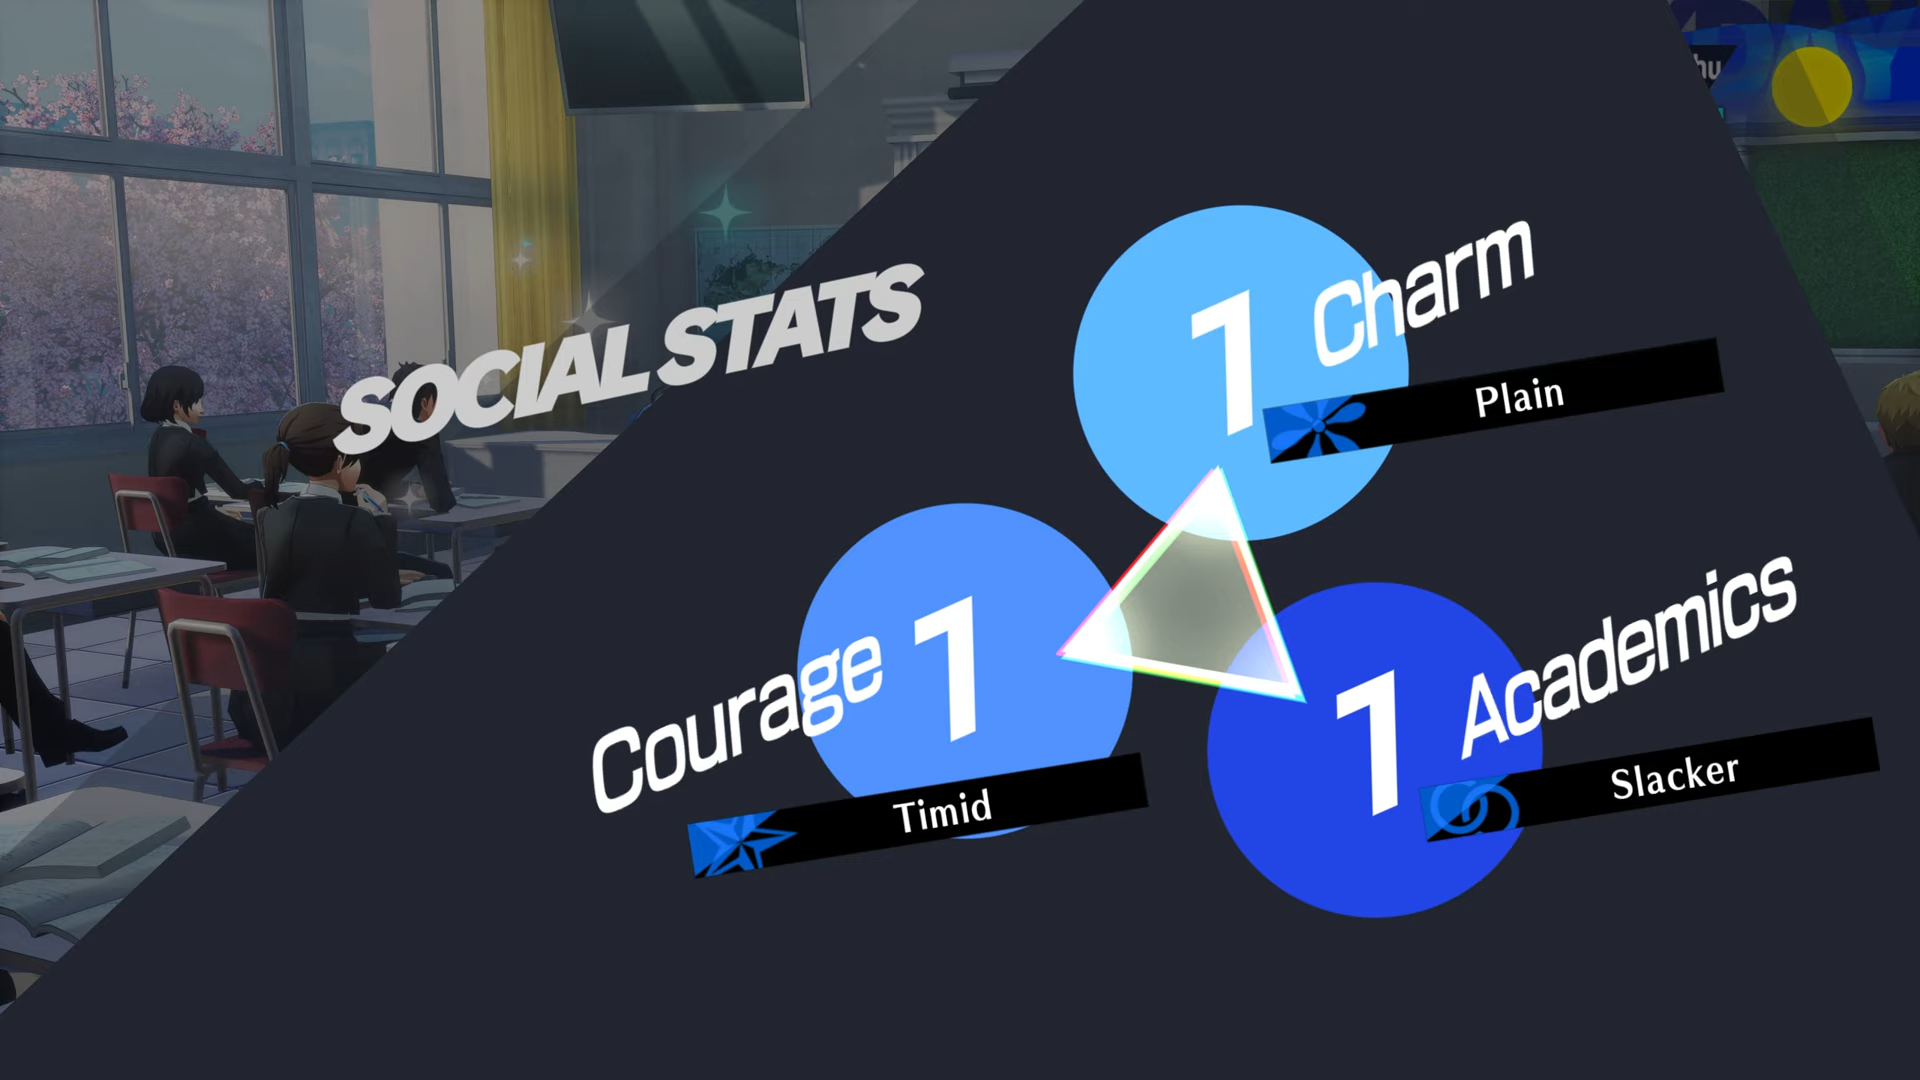 SOCIAL STATS
1 Charm
Plain
Courage 1
Timid
1 Academics
Slacker